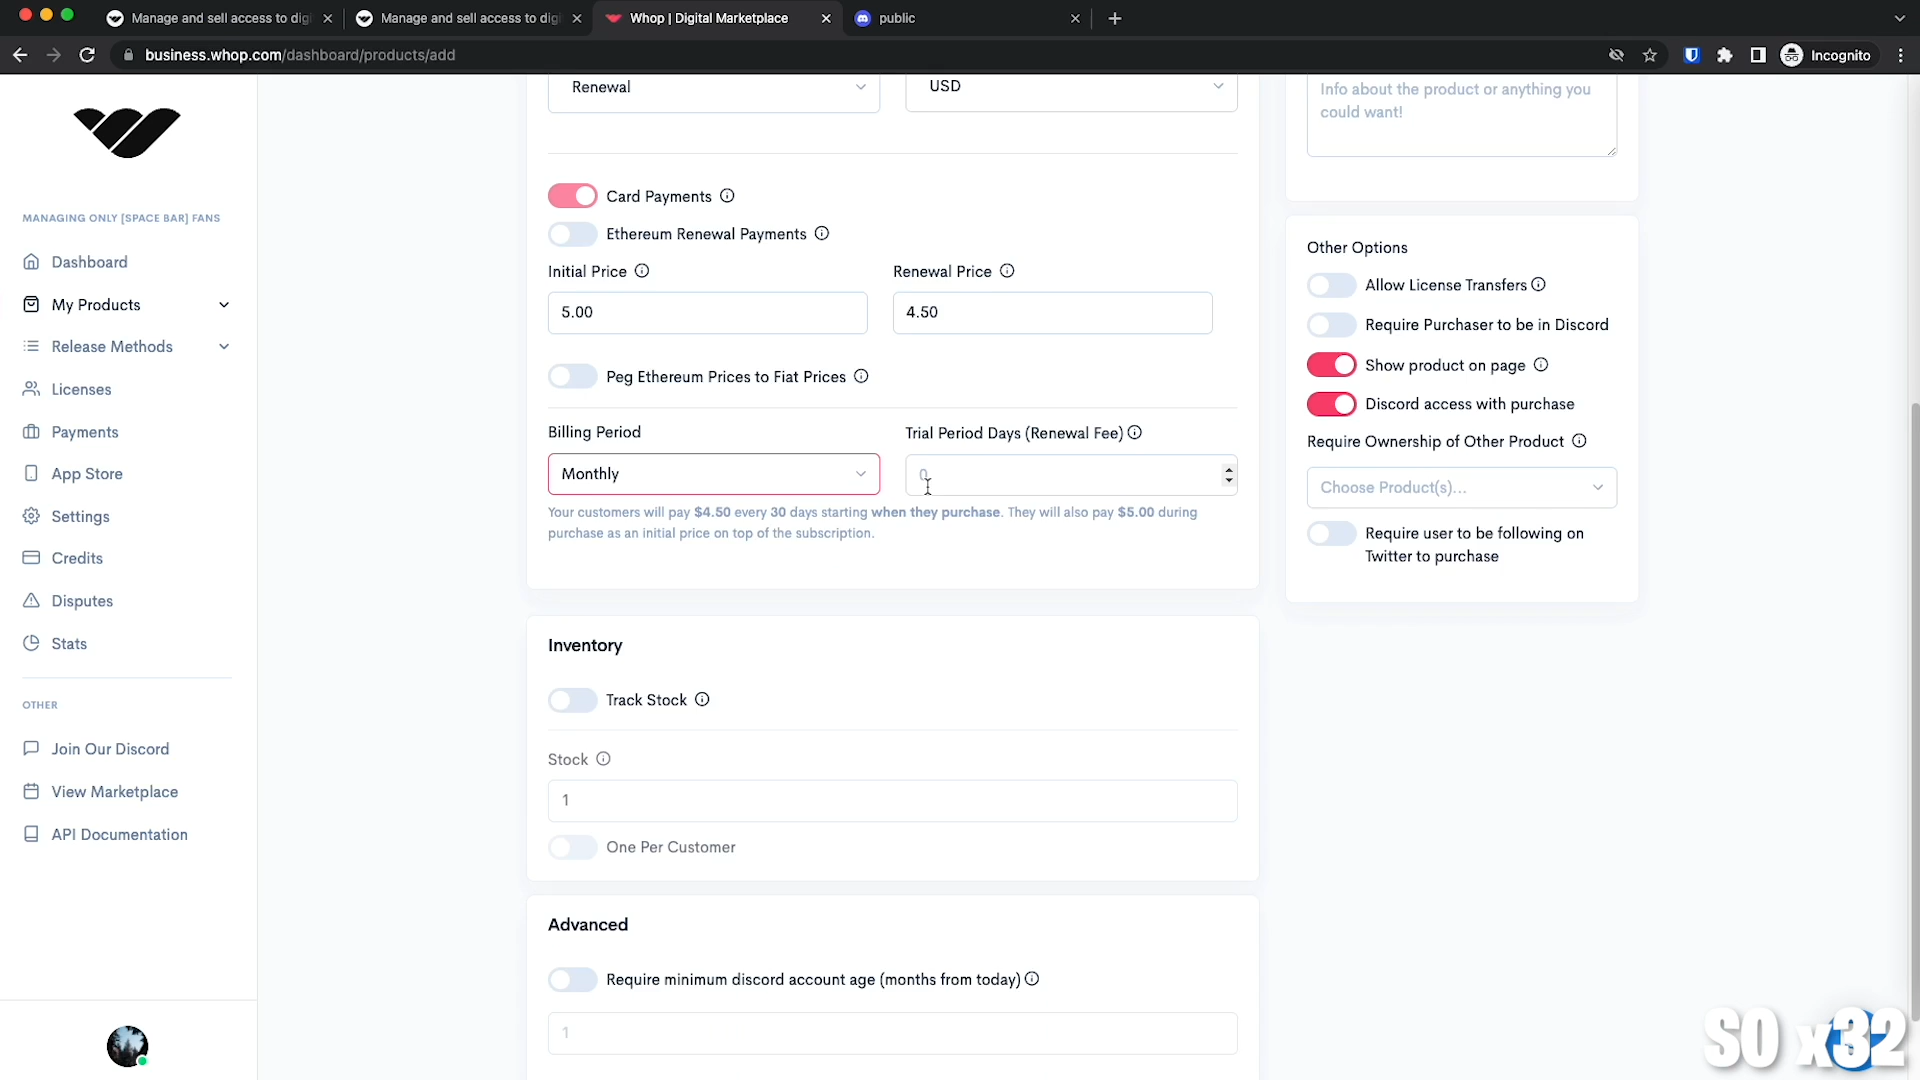 Manage and sell access to digi
Manage and sell access to dig
Whop | Digital Marketplace
public
business.whop.com/dashboard/products/add
Incognito
MANAGING ONLY [SPACE BAR] FANS
Dashboard
My Products
Release Methods
Licenses
Payments
App Store
Settings
Credits
Disputes
Stats
OTHER
Join Our Discord
View Marketplace
API Documentation
Renewal
USD
Card Payments
Ethereum Renewal Payments
Initial Price
Renewal Price
5.00
4.50
Peg Ethereum Prices to Fiat Prices
Billing Period
Trial Period Days (Renewal Fee)
Monthly
0
Your customers will pay $4.50 every 30 days starting when they purchase. They will also pay $5.00 during
purchase as an initial price on top of the subscription.
Inventory
Track Stock
Stock
1
One Per Customer
Advanced
Require minimum discord account age (months from today)
1
Info about the product or anything you
could want!
Other Options
Allow License Transfers
Require Purchaser to be in Discord
Show product on page
Discord access with purchase
Require Ownership of Other Product
Choose Product(s)...
Require user to be following on
Twitter to purchase
SO x32